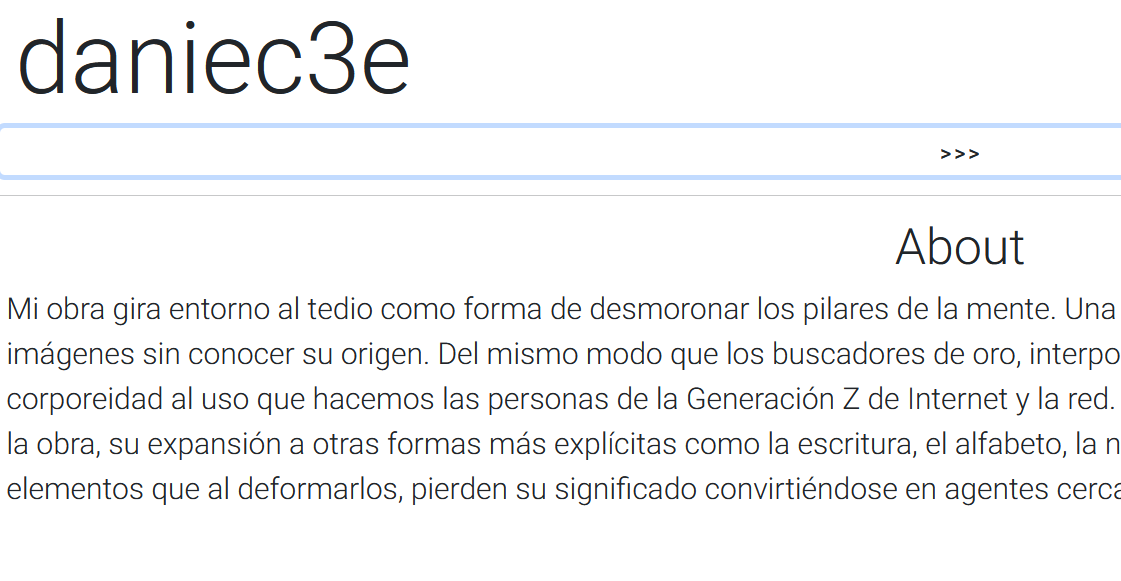 daniec3e
>>>
About
Mi obra gira entorno al tedio como forma de desmoronar los pilares de la mente. Una
imágenes sin conocer su origen. Del mismo modo que los buscadores de oro, interpo
corporeidad al uso que hacemos las personas de la Generación Z de Internet y la red.
la obra, su expansión a otras formas más explícitas como la escritura, el alfabeto, la n
elementos que al deformarlos, pierden su significado convirtiéndose en agentes cerca